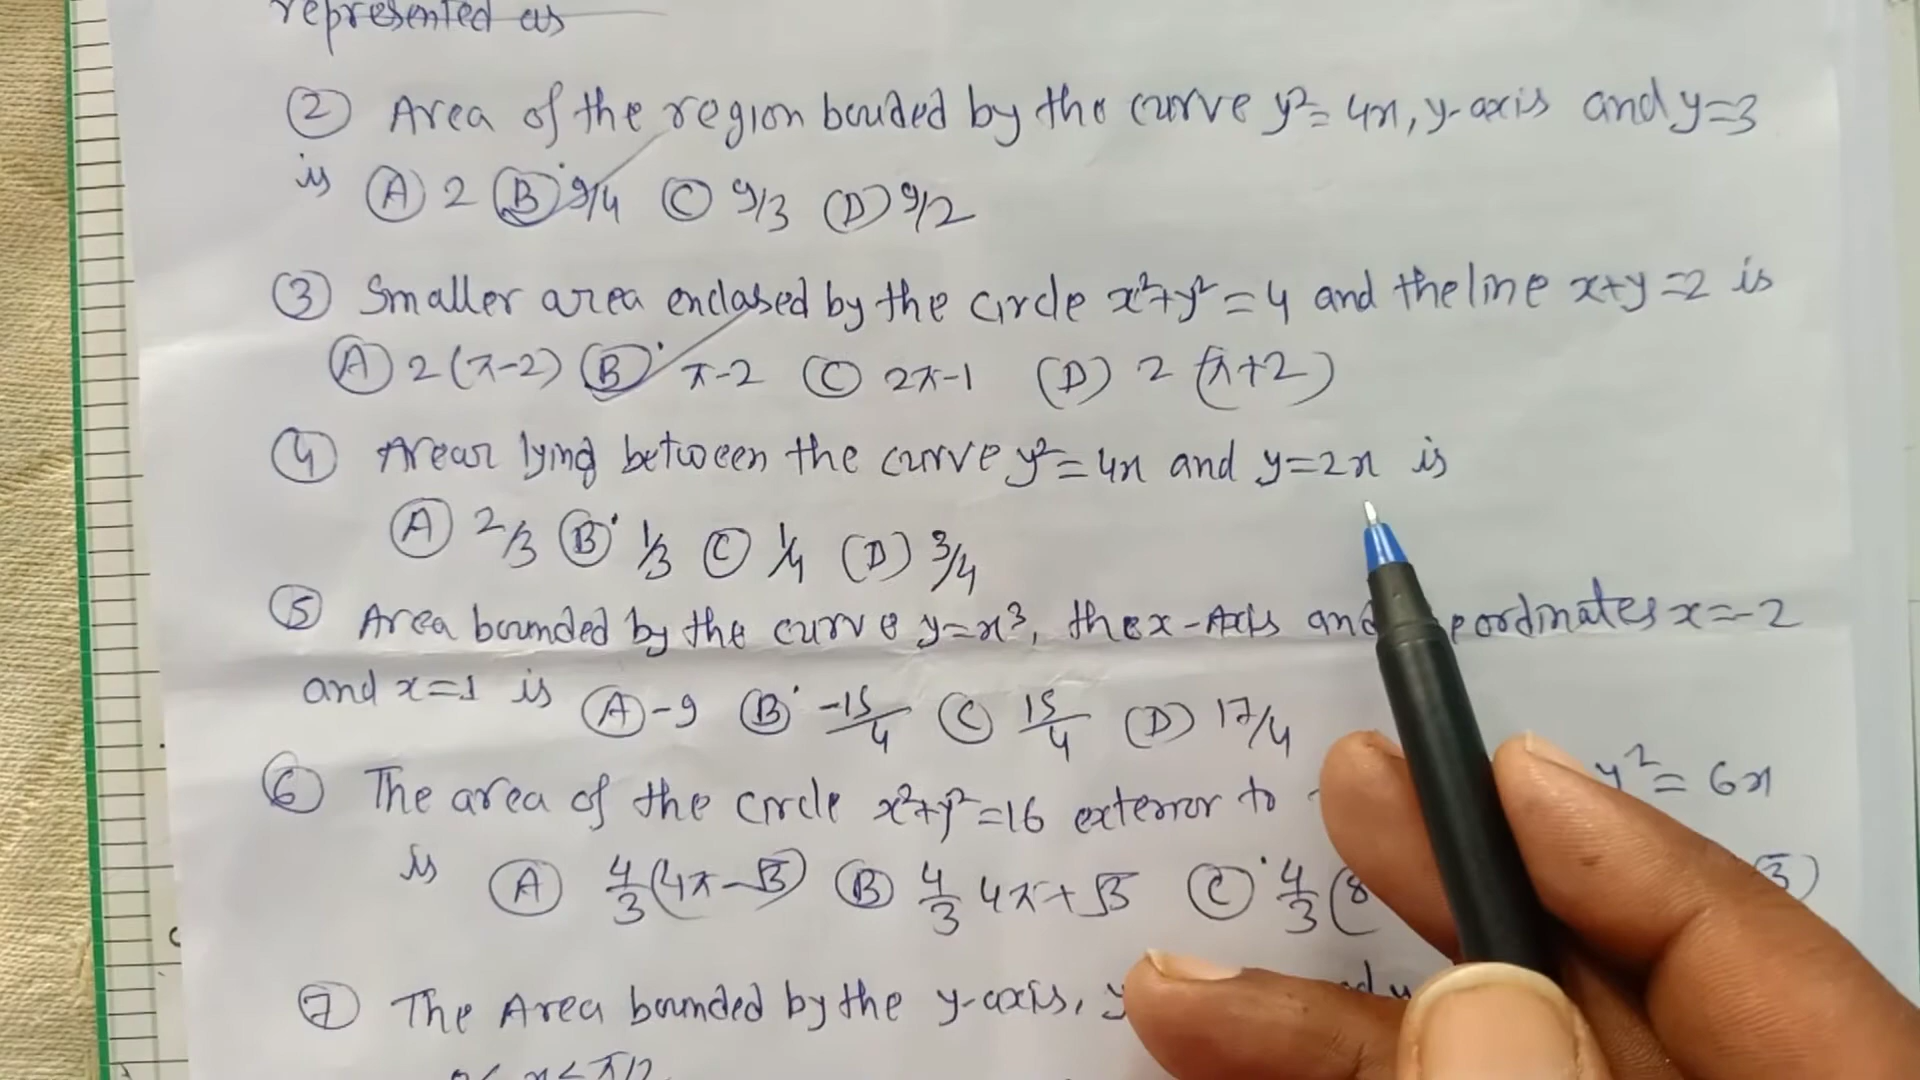 represented as
② Area of the region bouded by the curve y²=4x, y-axis and y=3
is Ⓐ 2 Ⓑ 9/4 Ⓒ 9/3 (D) 9/2
③ Smaller area enclased by the circle x²+y²=4 and the line x+y=2 is
Ⓐ 2(π-2) Ⓑ π-2 Ⓒ 2π-1 (D) 2(π+2)
④ Arear lying between the curve y²=4x and y=2x is
Ⓐ 2/3 Ⓑ 1/3 Ⓒ 1/4 (D) 3/4
⑤ Area bounded by the curve y=x³, the x-Axis and ordinates x=-2
and x=1 is Ⓐ -9 Ⓑ -15/4 Ⓒ 15/4 (D) 17/4
⑥ The area of the circle x²+y²=16 exterior to y²=6x
is Ⓐ 4/3(4π-√3) Ⓑ 4/3 4π+√3 Ⓒ 4/3(8 3)
⑦ The Area bounded by the y-axis, y